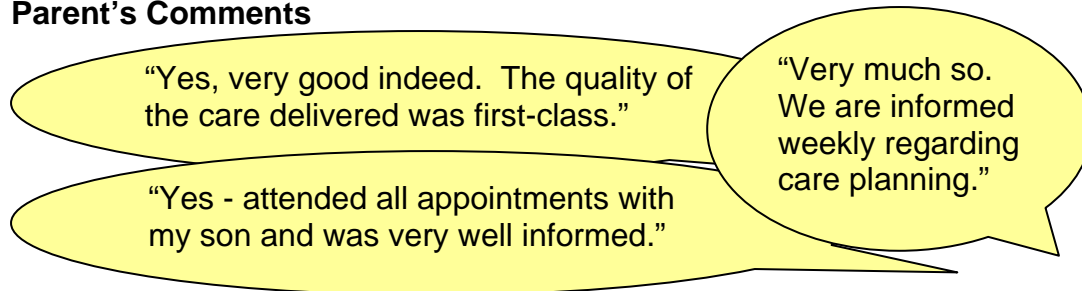 Parent’s Comments
“Yes, very good indeed.  The quality of
the care delivered was first-class.”
“Very much so.
We are informed
weekly regarding
care planning.”
“Yes - attended all appointments with
my son and was very well informed.”